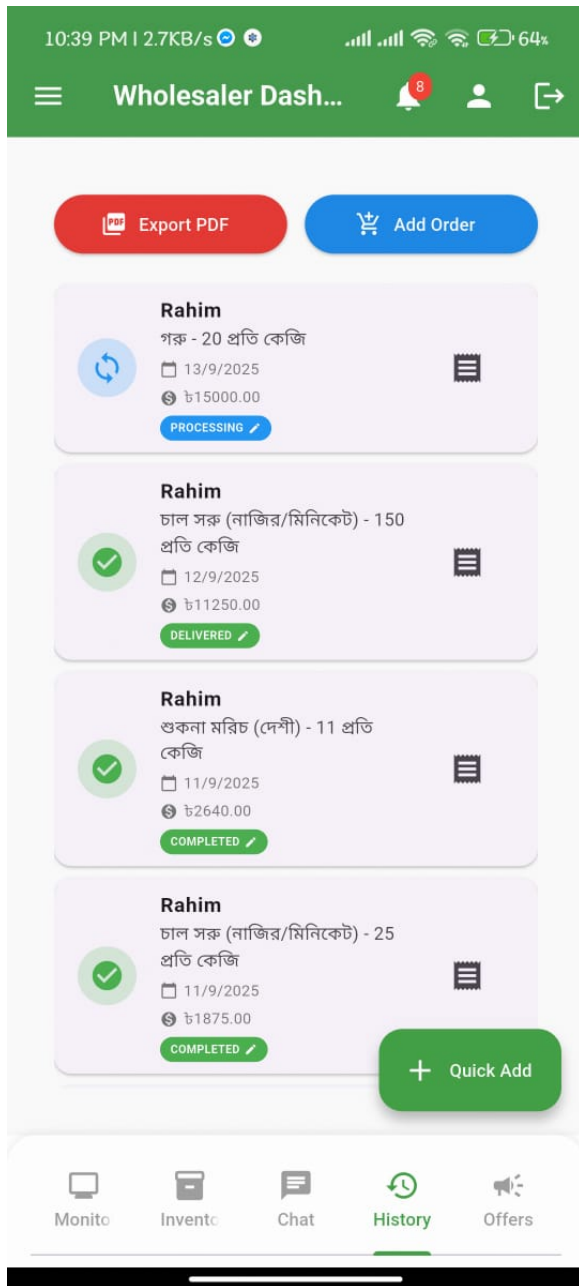 10:39 PM | 2.7KB/s 64%
Wholesaler Dash... 8
PDF Export PDF Add Order
Rahim
গরু - 20 প্রতি কেজি
13/9/2025
৳15000.00
PROCESSING
Rahim
চাল সরু (নাজির/মিনিকেট) - 150
প্রতি কেজি
12/9/2025
৳11250.00
DELIVERED
Rahim
শুকনা মরিচ (দেশী) - 11 প্রতি
কেজি
11/9/2025
৳2640.00
COMPLETED
Rahim
চাল সরু (নাজির/মিনিকেট) - 25
প্রতি কেজি
11/9/2025
৳1875.00
COMPLETED
Quick Add
Monito Invento Chat History Offers